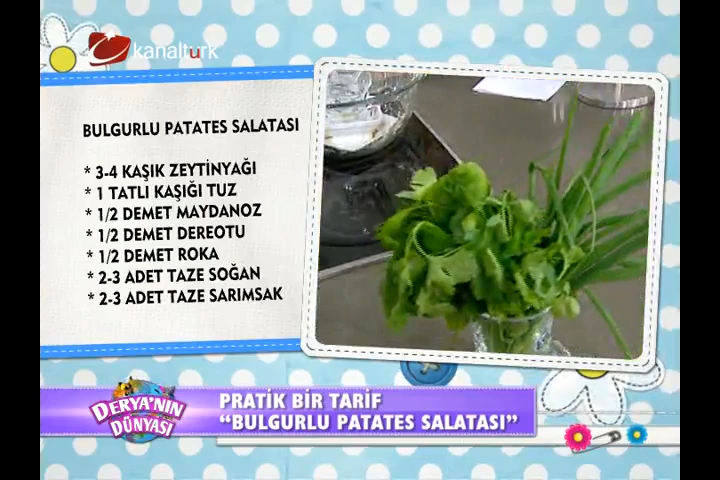 kanaltürk
BULGURLU PATATES SALATASI
* 3-4 KAŞIK ZEYTİNYAĞI
* 1 TATLI KAŞIĞI TUZ
* 1/2 DEMET MAYDANOZ
* 1/2 DEMET DEREOTU
* 1/2 DEMET ROKA
* 2-3 ADET TAZE SOĞAN
* 2-3 ADET TAZE SARIMSAK
DERYA'NIN
DÜNYASI
PRATİK BİR TARİF
“BULGURLU PATATES SALATASI”